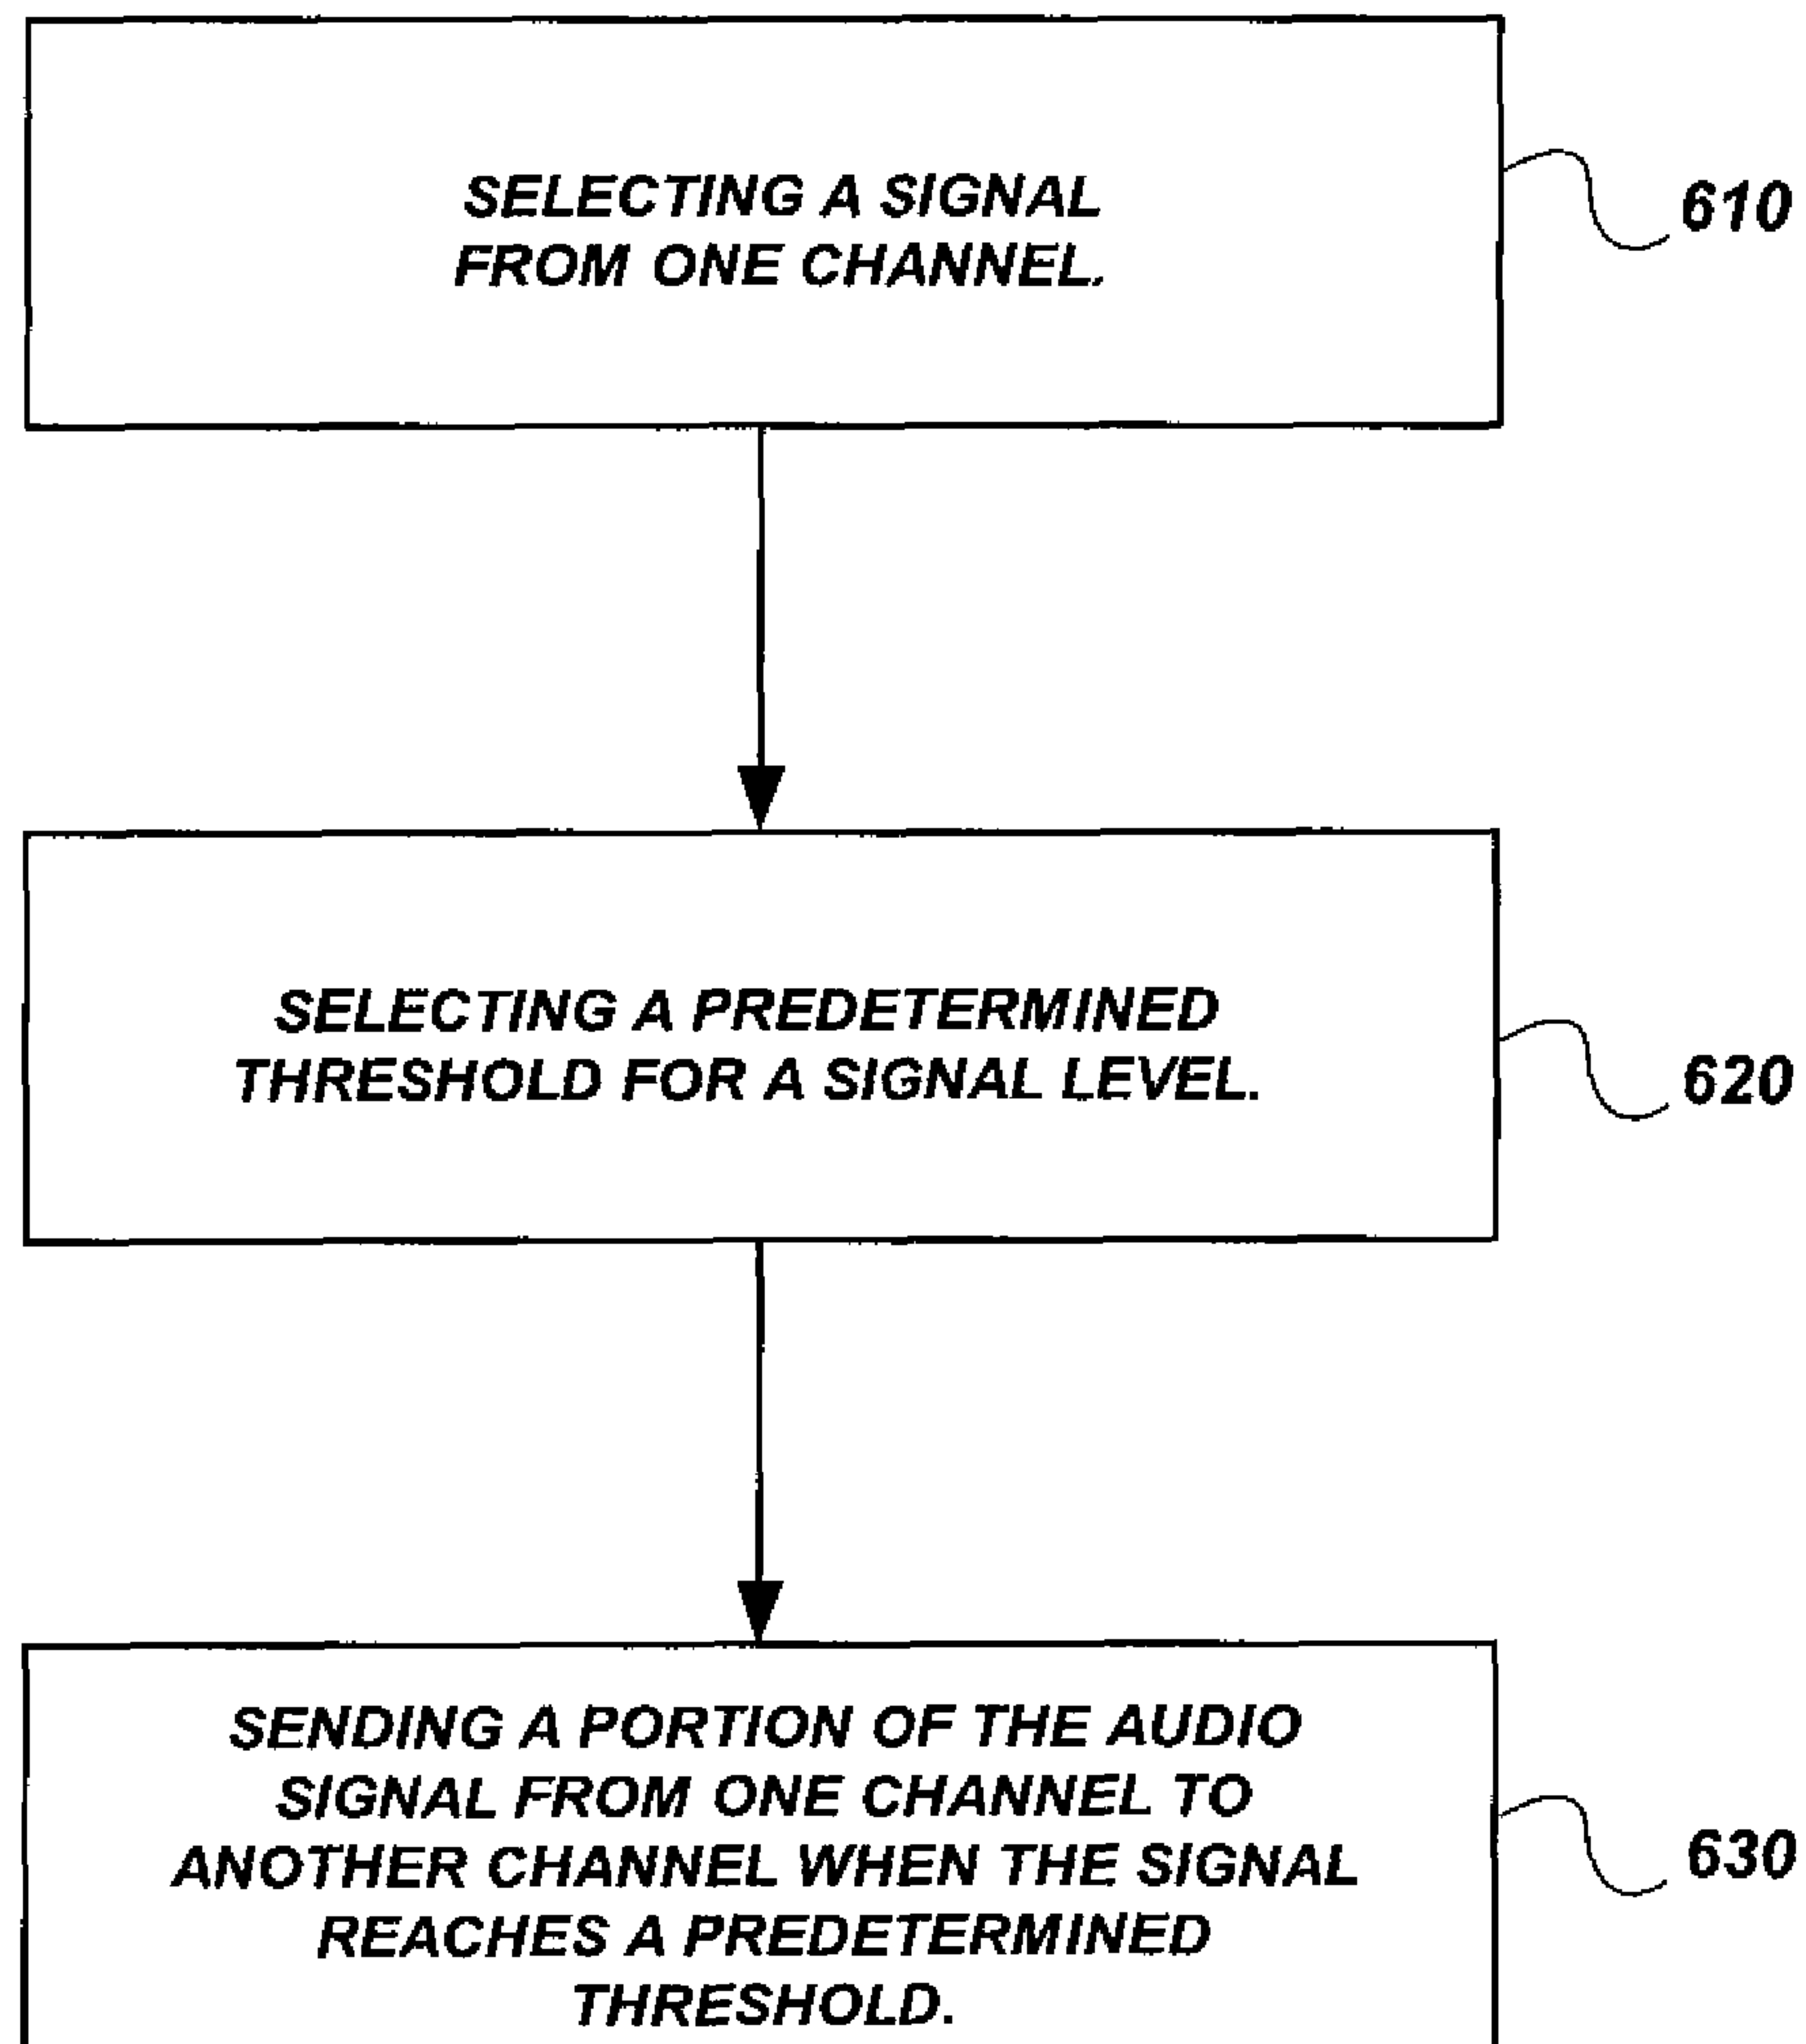 SELECTING A SIGNAL
FROM ONE CHANNEL.
610
SELECTING A PREDETERMINED
THRESHOLD FOR A SIGNAL LEVEL.
620
SENDING A PORTION OF THE AUDIO
SIGNAL FROM ONE CHANNEL TO
ANOTHER CHANNEL WHEN THE SIGNAL
REACHES A PREDETERMINED
THRESHOLD.
630